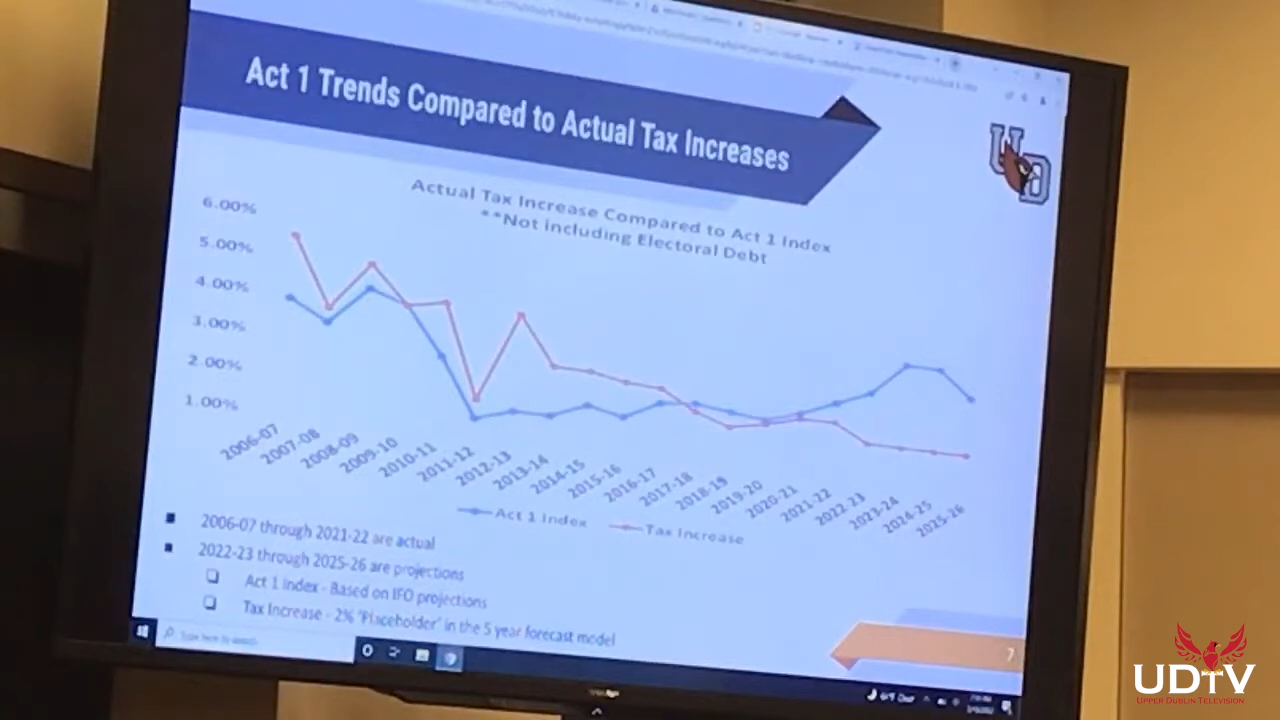 Act 1 Trends Compared to Actual Tax Increases
UD
Actual Tax Increase Compared to Act 1 Index
**Not including Electoral Debt
6.00%
5.00%
4.00%
3.00%
2.00%
1.00%
2006-07
2007-08
2008-09
2009-10
2010-11
2011-12
2012-13
2013-14
2014-15
2015-16
2016-17
2017-18
2018-19
2019-20
2020-21
2021-22
2022-23
2023-24
2024-25
2025-26
Act 1 Index
Tax Increase
2006-07 through 2021-22 are actual
2022-23 through 2025-26 are projections
Act 1 Index - Based on IFO projections
Tax Increase - 2% "Placeholder" in the 5 year forecast model
7
Type here to search
UDTV
UPPER DUBLIN TELEVISION